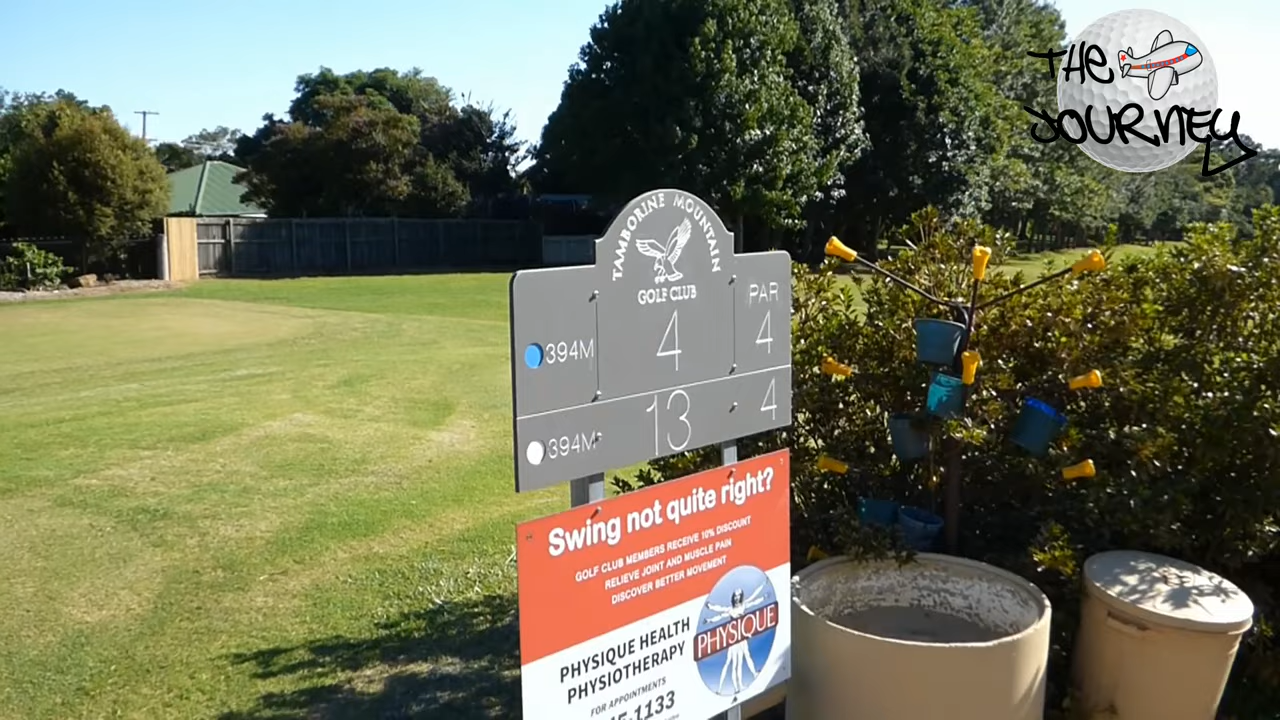 THE
JOURNEY
TAMBORINE MOUNTAIN
GOLF CLUB
PAR
394M 4 4
394M 13 4
Swing not quite right?
GOLF CLUB MEMBERS RECEIVE 10% DISCOUNT
RELIEVE JOINT AND MUSCLE PAIN
DISCOVER BETTER MOVEMENT
PHYSIQUE
PHYSIQUE HEALTH
PHYSIOTHERAPY
FOR APPOINTMENTS
-1133